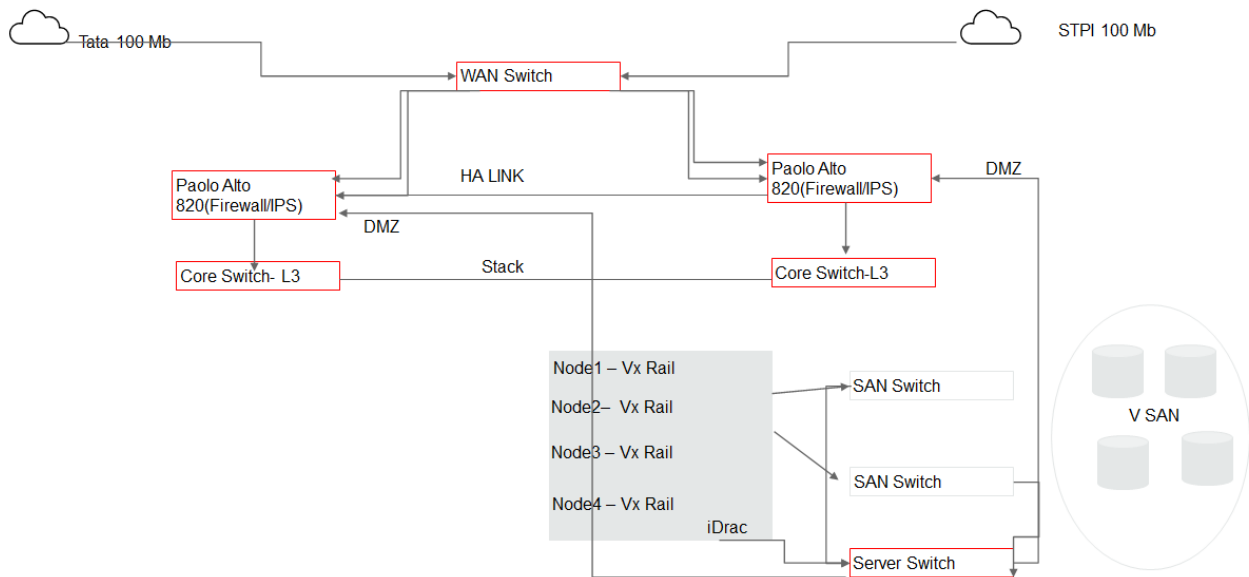 Tata 100 Mb
STPI 100 Mb
WAN Switch
Paolo Alto
820(Firewall/IPS)
HA LINK
Paolo Alto
820(Firewall/IPS)
DMZ
DMZ
Core Switch- L3
Stack
Core Switch-L3
Node1 – Vx Rail
Node2– Vx Rail
Node3 – Vx Rail
Node4 – Vx Rail
iDrac
SAN Switch
SAN Switch
Server Switch
V SAN